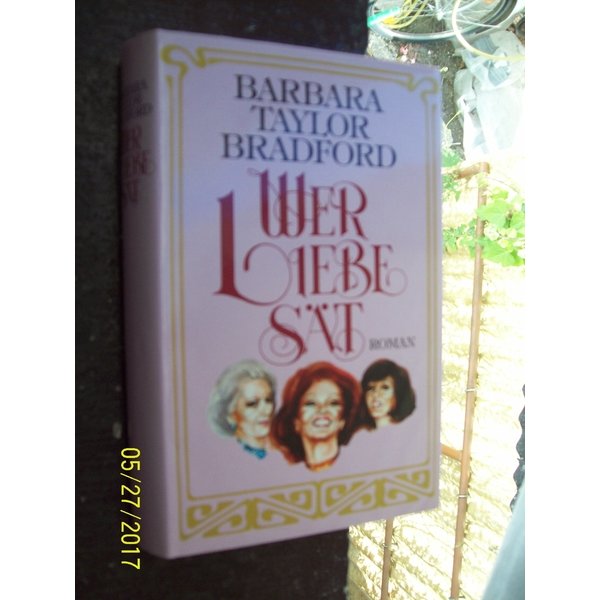 BARBARA
TAYLOR
BRADFORD
WER
LIEBE
SÄT
ROMAN
05/27/2017